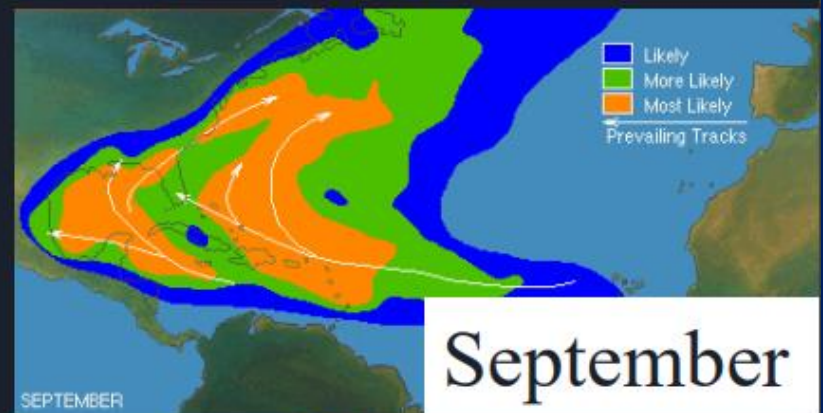 Likely
More Likely
Most Likely
Prevailing Tracks
September
SEPTEMBER